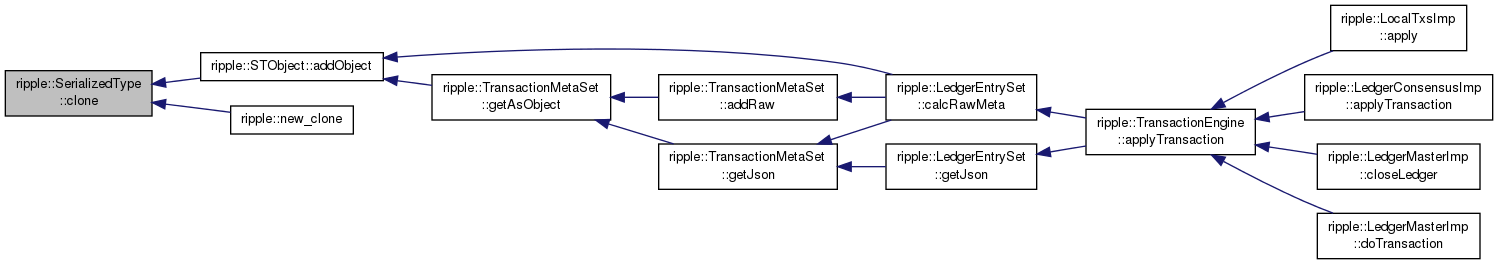 ripple::SerializedType
::clone
ripple::STObject::addObject
ripple::new_clone
ripple::TransactionMetaSet
::getAsObject
ripple::TransactionMetaSet
::addRaw
ripple::TransactionMetaSet
::getJson
ripple::LedgerEntrySet
::calcRawMeta
ripple::LedgerEntrySet
::getJson
ripple::TransactionEngine
::applyTransaction
ripple::LocalTxsImp
::apply
ripple::LedgerConsensusImp
::applyTransaction
ripple::LedgerMasterImp
::closeLedger
ripple::LedgerMasterImp
::doTransaction